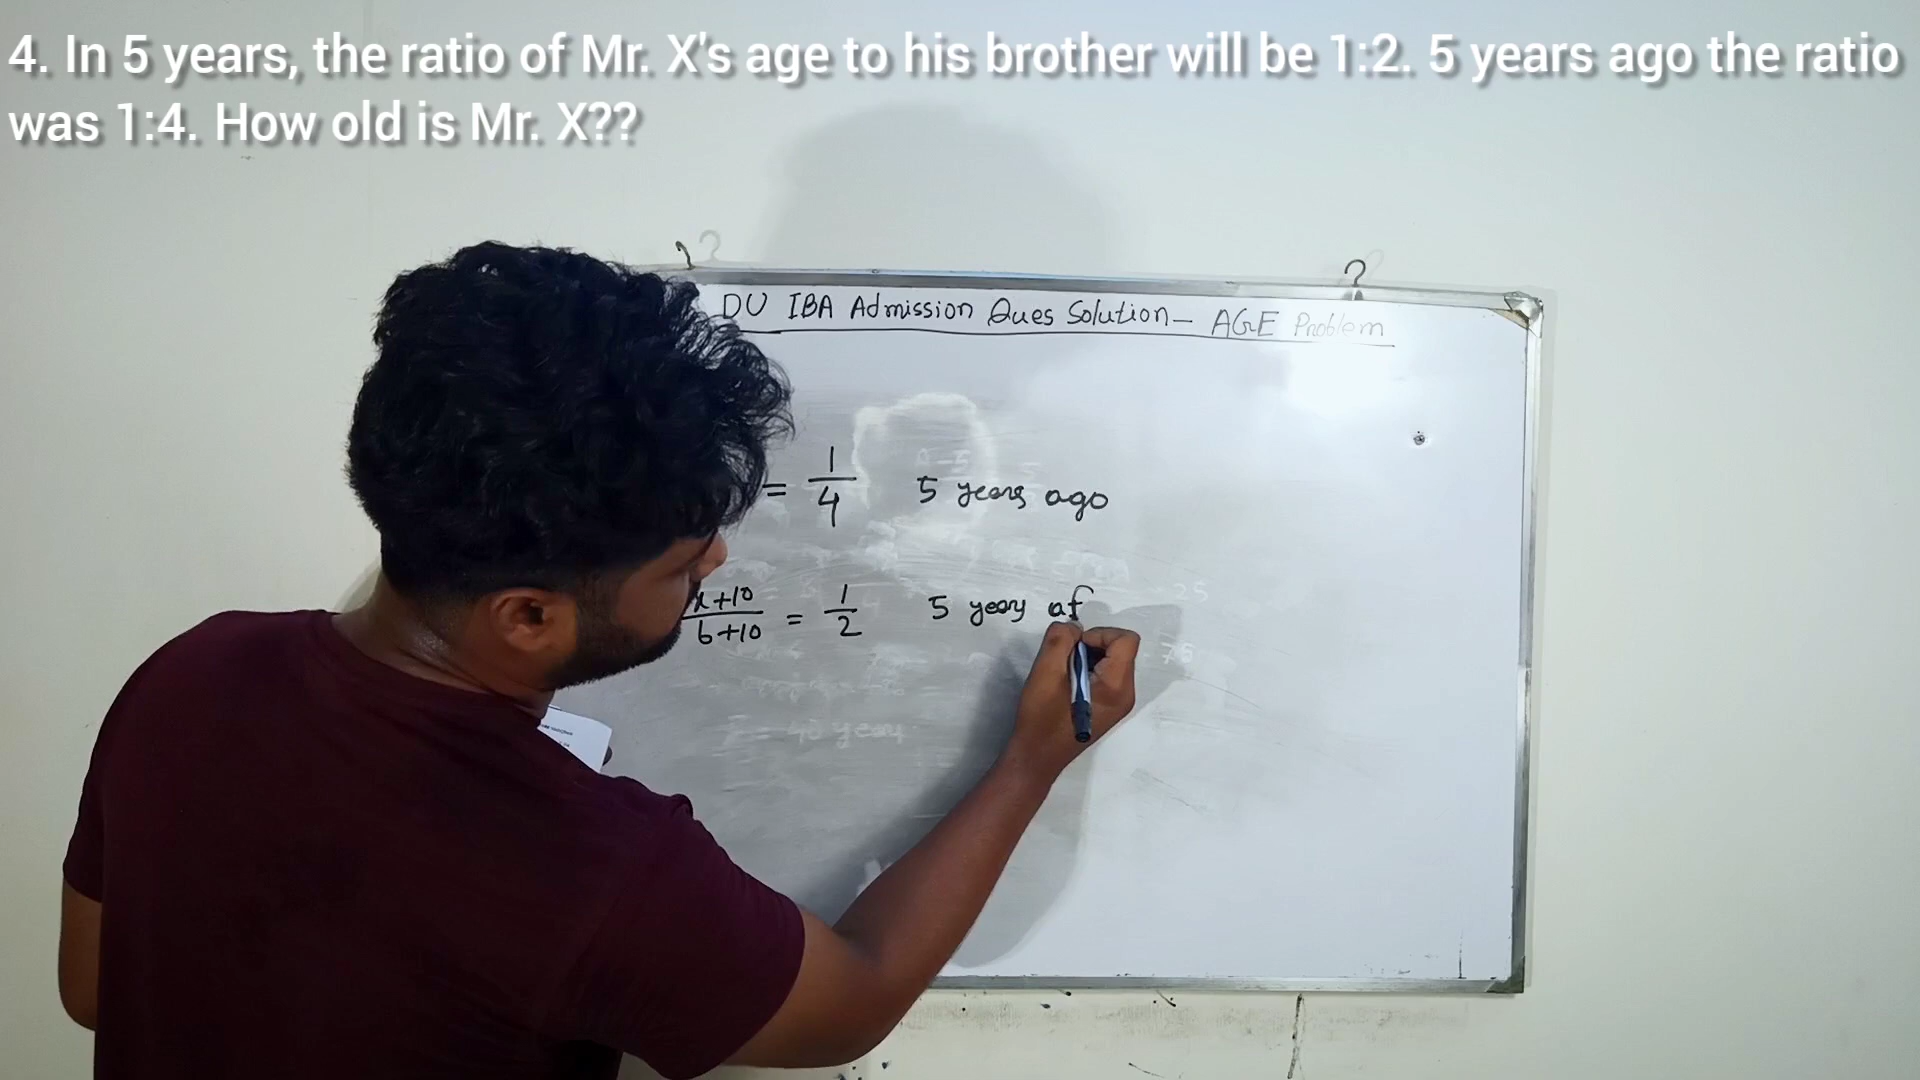 4. In 5 years, the ratio of Mr. X's age to his brother will be 1:2. 5 years ago the ratio
was 1:4. How old is Mr. X??
DU IBA Admission Ques Solution - AGE Problem
= 1/4 5 years ago
x+10/b+10 = 1/2 5 years af
= 40 years